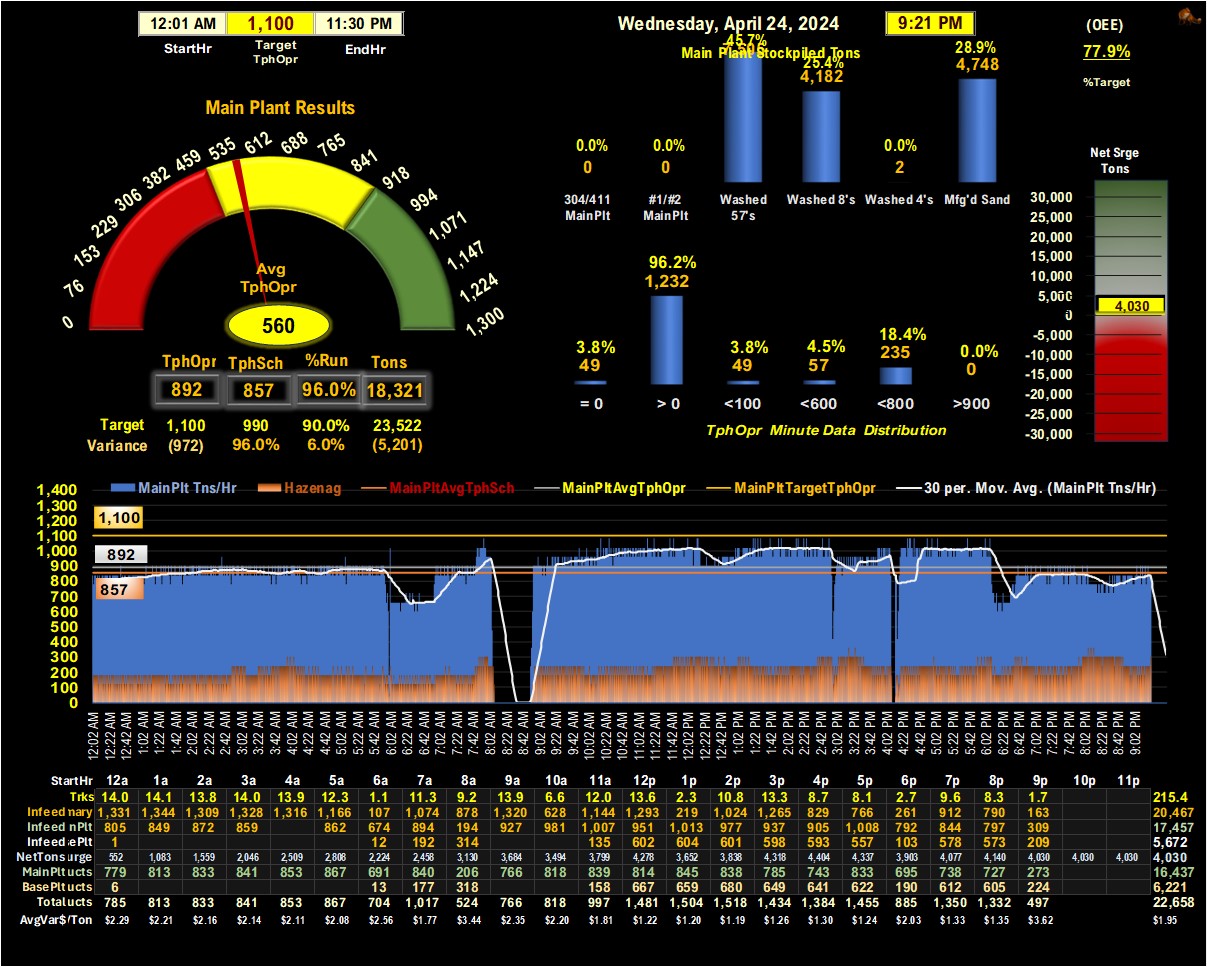 12:01 AM 1,100 11:30 PM
StartHr Target TphOpr EndHr
Wednesday, April 24, 2024 9:21 PM
(OEE)
77.9%
%Target
Main Plant Stockpiled Tons
45.7%
25.4% 4,182
28.9% 4,748
0.0% 0.0% 0.0%
0 0 2
304/411 MainPlt #1/#2 MainPlt Washed 57's Washed 8's Washed 4's Mfg'd Sand
Main Plant Results
0 76 153 229 306 382 459 535 612 688 765 841 918 994 1,071 1,147 1,224 1,300
Avg
TphOpr
560
TphOpr TphSch %Run Tons
892 857 96.0% 18,321
Target 1,100 990 90.0% 23,522
Variance (972) 96.0% 6.0% (5,201)
3.8% 96.2% 3.8% 4.5% 18.4% 0.0%
49 1,232 49 57 235 0
= 0 > 0 <100 <600 <800 >900
TphOpr Minute Data Distribution
Net Srge
Tons
30,000
25,000
20,000
15,000
10,000
5,000
4,030
0
-5,000
-10,000
-15,000
-20,000
-25,000
-30,000
MainPlt Tns/Hr Hazenag MainPltAvgTphSch MainPltAvgTphOpr MainPltTargetTphOpr 30 per. Mov. Avg. (MainPlt Tns/Hr)
1,400
1,300
1,200
1,100
1,000
900
800
700
600
500
400
300
200
100
0
1,100
892
857
12:02 AM 12:22 AM 12:42 AM 1:02 AM 1:22 AM 1:42 AM 2:02 AM 2:22 AM 2:42 AM 3:02 AM 3:22 AM 3:42 AM 4:02 AM 4:22 AM 4:42 AM 5:02 AM 5:22 AM 5:42 AM 6:02 AM 6:22 AM 6:42 AM 7:02 AM 7:22 AM 7:42 AM 8:02 AM 8:22 AM 8:42 AM 9:02 AM 9:22 AM 9:42 AM 10:02 AM 10:22 AM 10:42 AM 11:02 AM 11:22 AM 11:42 AM 12:02 PM 12:22 PM 12:42 PM 1:02 PM 1:22 PM 1:42 PM 2:02 PM 2:22 PM 2:42 PM 3:02 PM 3:22 PM 3:42 PM 4:02 PM 4:22 PM 4:42 PM 5:02 PM 5:22 PM 5:42 PM 6:02 PM 6:22 PM 6:42 PM 7:02 PM 7:22 PM 7:42 PM 8:02 PM 8:22 PM 8:42 PM 9:02 PM
StartHr 12a 1a 2a 3a 4a 5a 6a 7a 8a 9a 10a 11a 12p 1p 2p 3p 4p 5p 6p 7p 8p 9p 10p 11p
Trks 14.0 14.1 13.8 14.0 13.9 12.3 1.1 11.3 9.2 13.9 6.6 12.0 13.6 2.3 10.8 13.3 8.7 8.1 2.7 9.6 8.3 1.7 215.4
Infeed mary 1,331 1,344 1,309 1,328 1,316 1,166 107 1,074 878 1,320 628 1,144 1,293 219 1,024 1,265 829 766 261 912 790 163 20,467
Infeed nPlt 805 849 872 859 862 674 894 194 927 981 1,007 951 1,013 977 937 905 1,008 792 844 797 309 17,457
Infeed ePlt 1 12 192 314 135 602 604 601 598 593 557 103 578 573 209 5,672
NetTons urge 552 1,083 1,559 2,046 2,509 2,808 2,224 2,458 3,130 3,684 3,494 3,799 4,278 3,652 3,838 4,318 4,404 4,337 3,903 4,077 4,140 4,030 4,030 4,030 4,030
MainPlt ucts 779 813 833 841 853 867 691 840 206 766 818 839 814 845 838 785 743 833 695 738 727 273 16,437
BasePlt ucts 6 13 177 318 158 667 659 680 649 641 622 190 612 605 224 6,221
Total ucts 785 813 833 841 853 867 704 1,017 524 766 818 997 1,481 1,504 1,518 1,434 1,384 1,455 885 1,350 1,332 497 22,658
AvgVar$/Ton $2.29 $2.21 $2.16 $2.14 $2.11 $2.08 $2.56 $1.77 $3.44 $2.35 $2.20 $1.81 $1.22 $1.20 $1.19 $1.26 $1.30 $1.24 $2.03 $1.33 $1.35 $3.62 $1.95